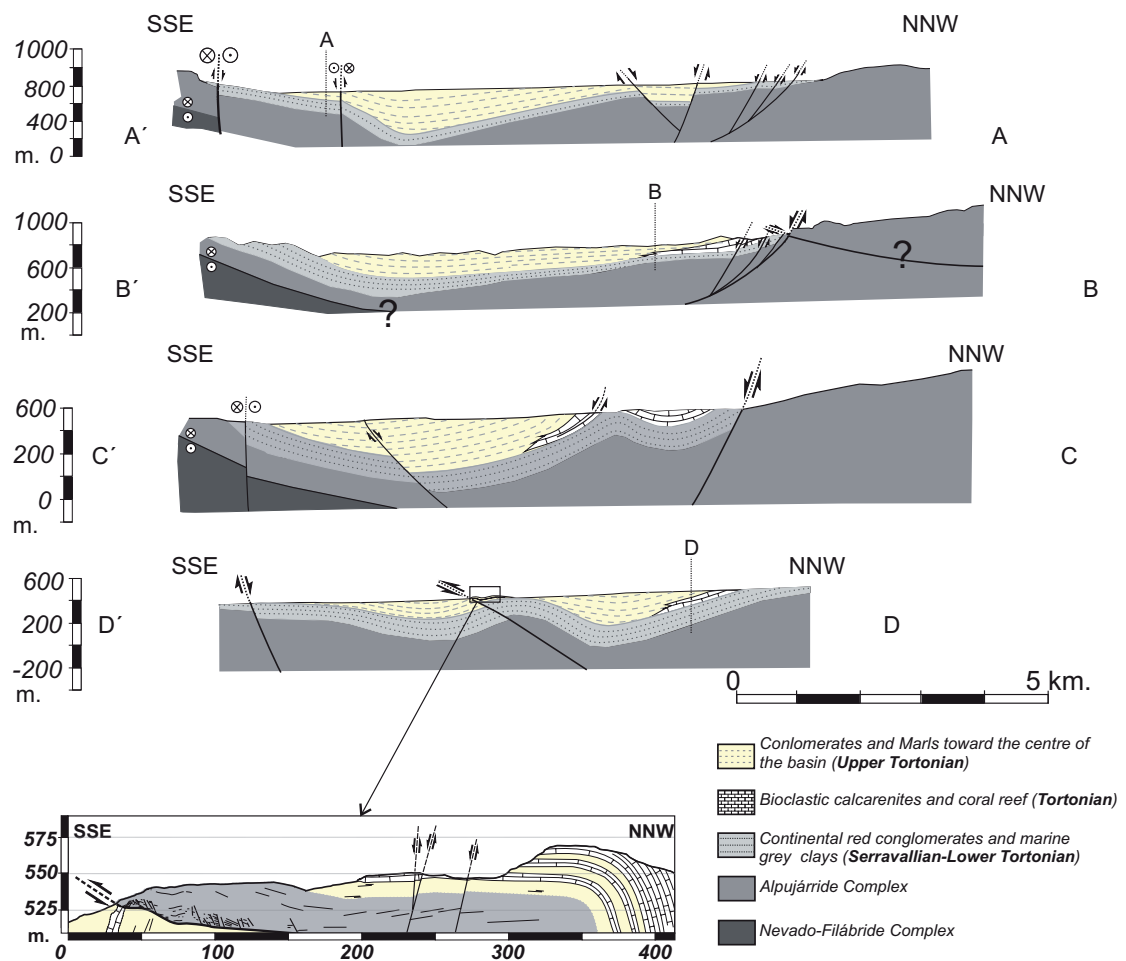 SSE
NNW
1000
800
400
m. 0
A
A´
A
SSE
NNW
1000
600
200
m.
B
B´
B
?
?
SSE
NNW
600
200
0
m.
C´
C
SSE
NNW
600
200
-200
m.
D
D´
D
0
5 km.
Conlomerates and Marls toward the centre of
the basin (Upper Tortonian)
Bioclastic calcarenites and coral reef (Tortonian)
Continental red conglomerates and marine
grey clays (Serravallian-Lower Tortonian)
Alpujárride Complex
Nevado-Filábride Complex
SSE
NNW
575
550
525
m.
0
100
200
300
400